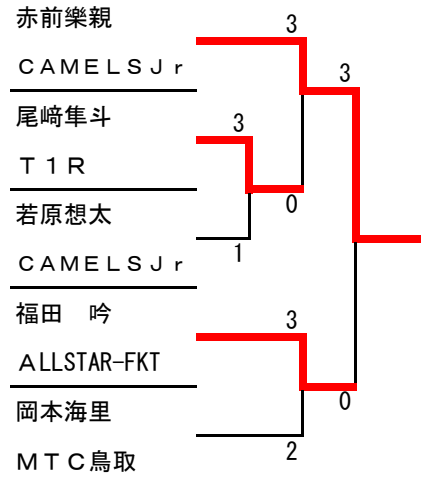 赤前樂親
3
ＣＡＭＥＬＳＪｒ
3
尾﨑隼斗
3
Ｔ１Ｒ
0
若原想太
1
ＣＡＭＥＬＳＪｒ
福田　吟
3
ALLSTAR-FKT
0
岡本海里
2
ＭＴＣ鳥取